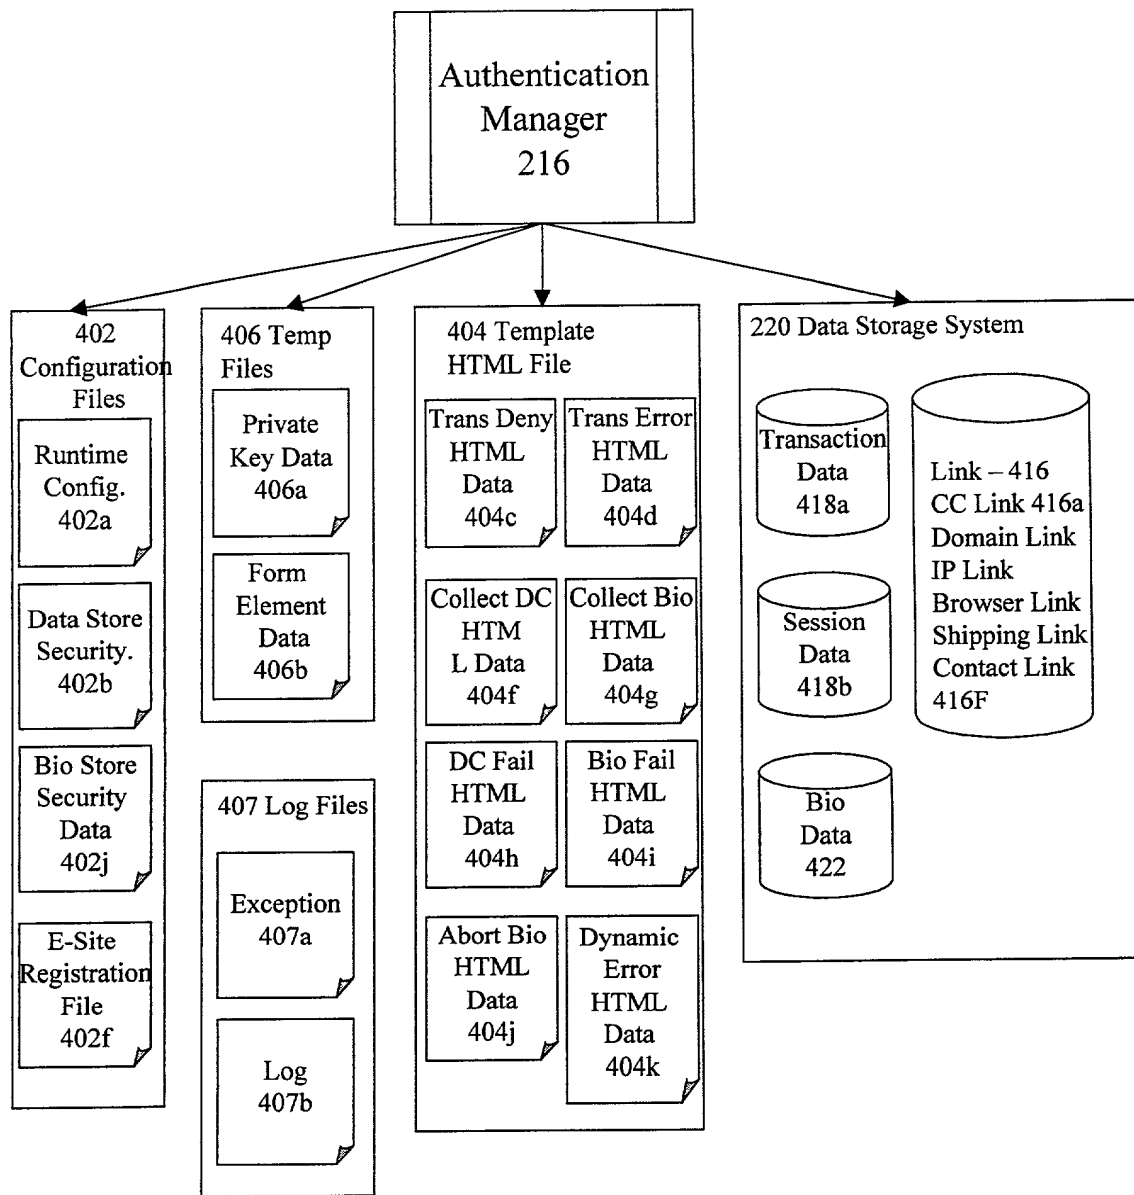 Authentication
Manager
216
402
Configuration
Files
Runtime
Config.
402a
Data Store
Security.
402b
Bio Store
Security
Data
402j
E-Site
Registration
File
402f
406 Temp
Files
Private
Key Data
406a
Form
Element
Data
406b
407 Log Files
Exception
407a
Log
407b
404 Template
HTML File
Trans Deny
HTML
Data
404c
Trans Error
HTML
Data
404d
Collect DC
HTM
L Data
404f
Collect Bio
HTML
Data
404g
DC Fail
HTML
Data
404h
Bio Fail
HTML
Data
404i
Abort Bio
HTML
Data
404j
Dynamic
Error
HTML
Data
404k
220 Data Storage System
Transaction
Data
418a
Session
Data
418b
Bio
Data
422
Link – 416
CC Link 416a
Domain Link
IP Link
Browser Link
Shipping Link
Contact Link
416F